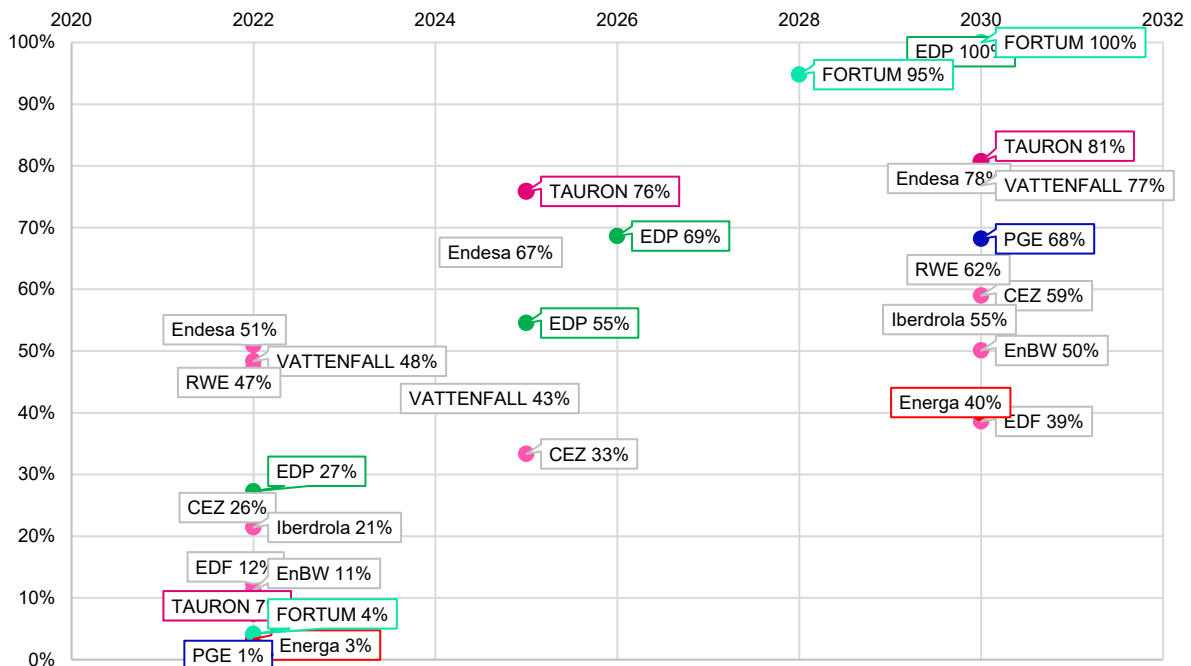 2020 2022 2024 2026 2028 2030 2032
100%
FORTUM 100%
EDP 100%
FORTUM 95%
90%
TAURON 81%
80%
Endesa 78%
VATTENFALL 77%
TAURON 76%
70%
EDP 69%
PGE 68%
Endesa 67%
RWE 62%
60%
CEZ 59%
EDP 55%
Iberdrola 55%
Endesa 51%
50%
EnBW 50%
VATTENFALL 48%
RWE 47%
VATTENFALL 43%
40%
Energa 40%
EDF 39%
CEZ 33%
30%
EDP 27%
CEZ 26%
Iberdrola 21%
20%
EDF 12%
EnBW 11%
10%
TAURON 7
FORTUM 4%
Energa 3%
PGE 1%
0%